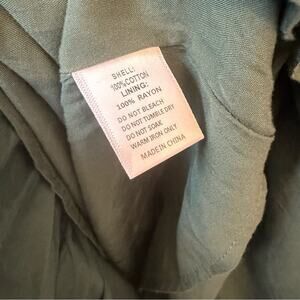 SHELL:
100%COTTON
LINING:
100% RAYON
DO NOT BLEACH
DO NOT TUMBLE DRY
DO NOT SOAK
WARM IRON ONLY
MADE IN CHINA